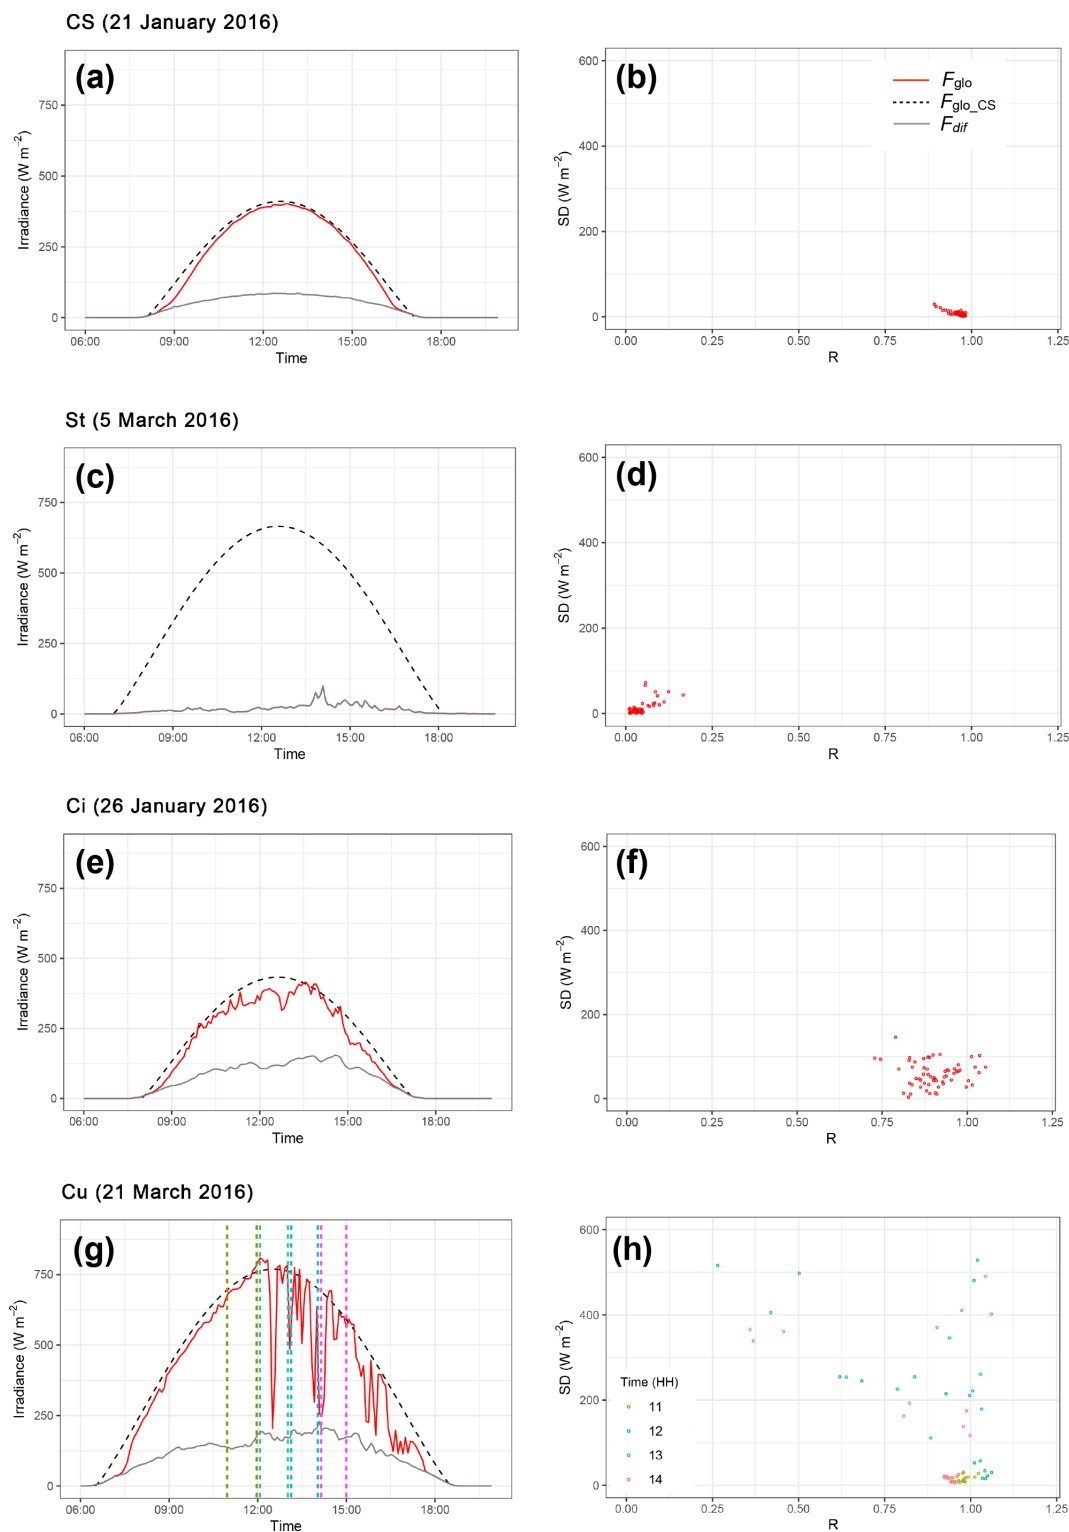 CS (21 January 2016)
(a)
750
500
250
0
Irradiance (W m−2)
06:00 09:00 12:00 15:00 18:00
Time
(b)
Fglo
Fglo_CS
Fdif
600
400
200
0
SD (W m−2)
0.00 0.25 0.50 0.75 1.00 1.25
R
St (5 March 2016)
(c)
750
500
250
0
Irradiance (W m−2)
06:00 09:00 12:00 15:00 18:00
Time
(d)
600
400
200
0
SD (W m−2)
0.00 0.25 0.50 0.75 1.00 1.25
R
Ci (26 January 2016)
(e)
750
500
250
0
Irradiance (W m−2)
06:00 09:00 12:00 15:00 18:00
Time
(f)
600
400
200
0
SD (W m−2)
0.00 0.25 0.50 0.75 1.00 1.25
R
Cu (21 March 2016)
(g)
750
500
250
0
Irradiance (W m−2)
06:00 09:00 12:00 15:00 18:00
Time
(h)
600
400
200
0
SD (W m−2)
Time (HH)
11
12
13
14
0.00 0.25 0.50 0.75 1.00 1.25
R